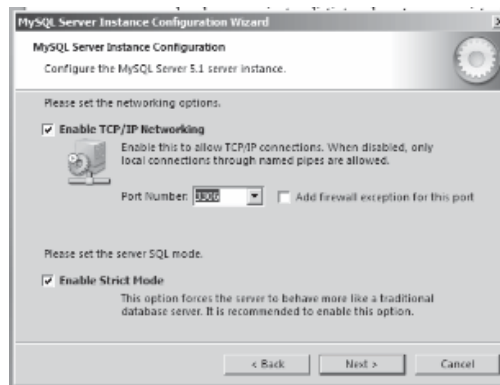 MySQL Server Instance Configuration Wizard
MySQL Server Instance Configuration
Configure the MySQL Server 5.1 server instance.
Please set the networking options.
Enable TCP/IP Networking
Enable this to allow TCP/IP connections. When disabled, only
local connections through named pipes are allowed.
Port Number: 3306
Add firewall exception for this port
Please set the server SQL mode.
Enable Strict Mode
This option forces the server to behave more like a traditional
database server. It is recommended to enable this option.
< Back
Next >
Cancel